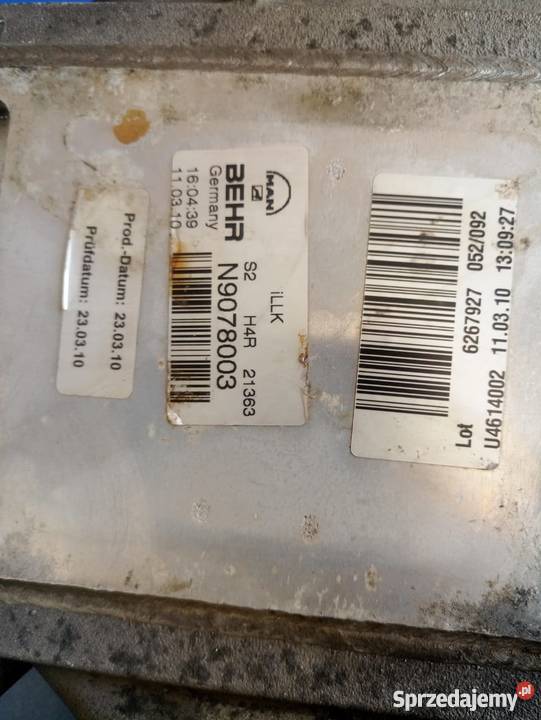 Prod.-Datum: 23.03.10
Prüfdatum: 23.03.10
MAN
iLLK
BEHR
S2 H4R 21363
Germany
N9078003
16:04:39
11.03.10
6267927 052/092
Lot
U4614002 11.03.10 13:09:27
Sprzedajemy.pl